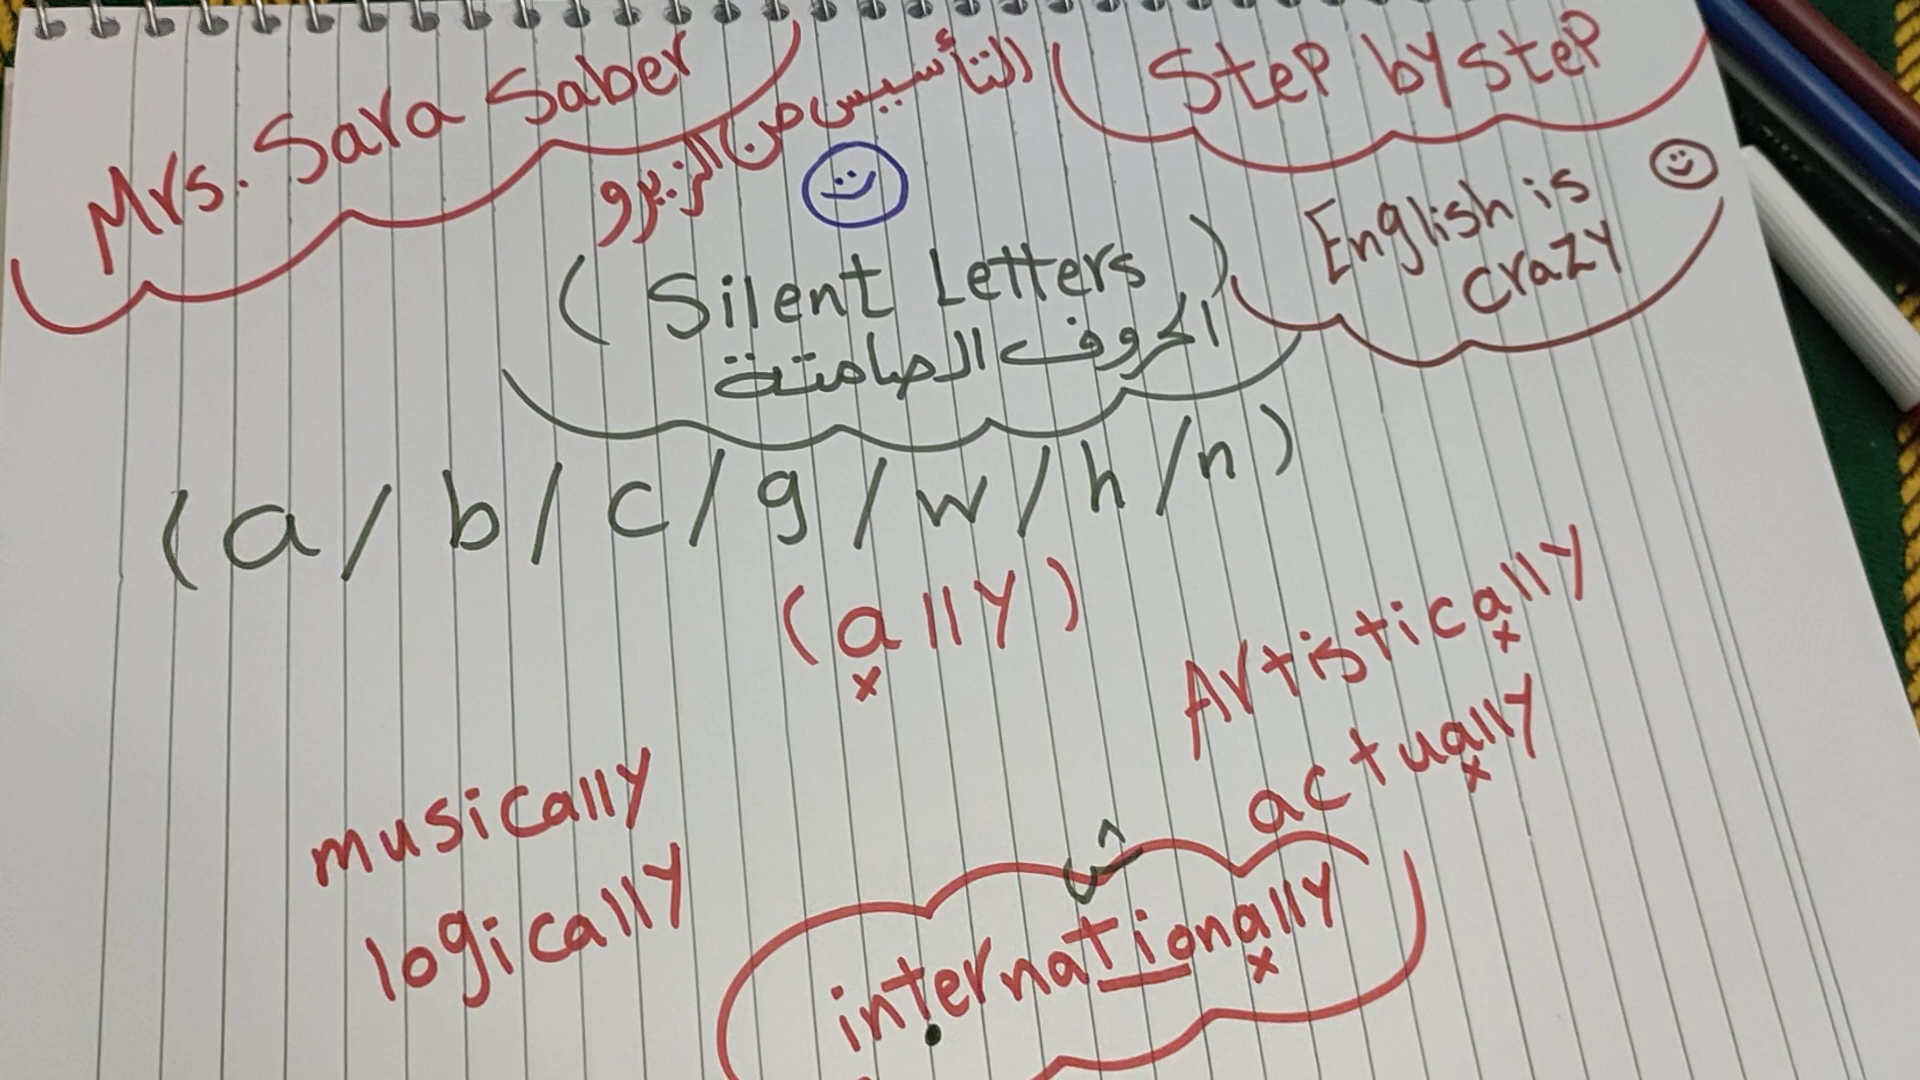 Mrs. Sara Saber
التأسيس من الزيرو
Step by step
English is
crazy
(Silent Letters)
الحروف الصامتة
(a/b/c/g/w/h/n)
(ally)
x
Artistically
x
actually
x
musically
logically
ش
internationally
x